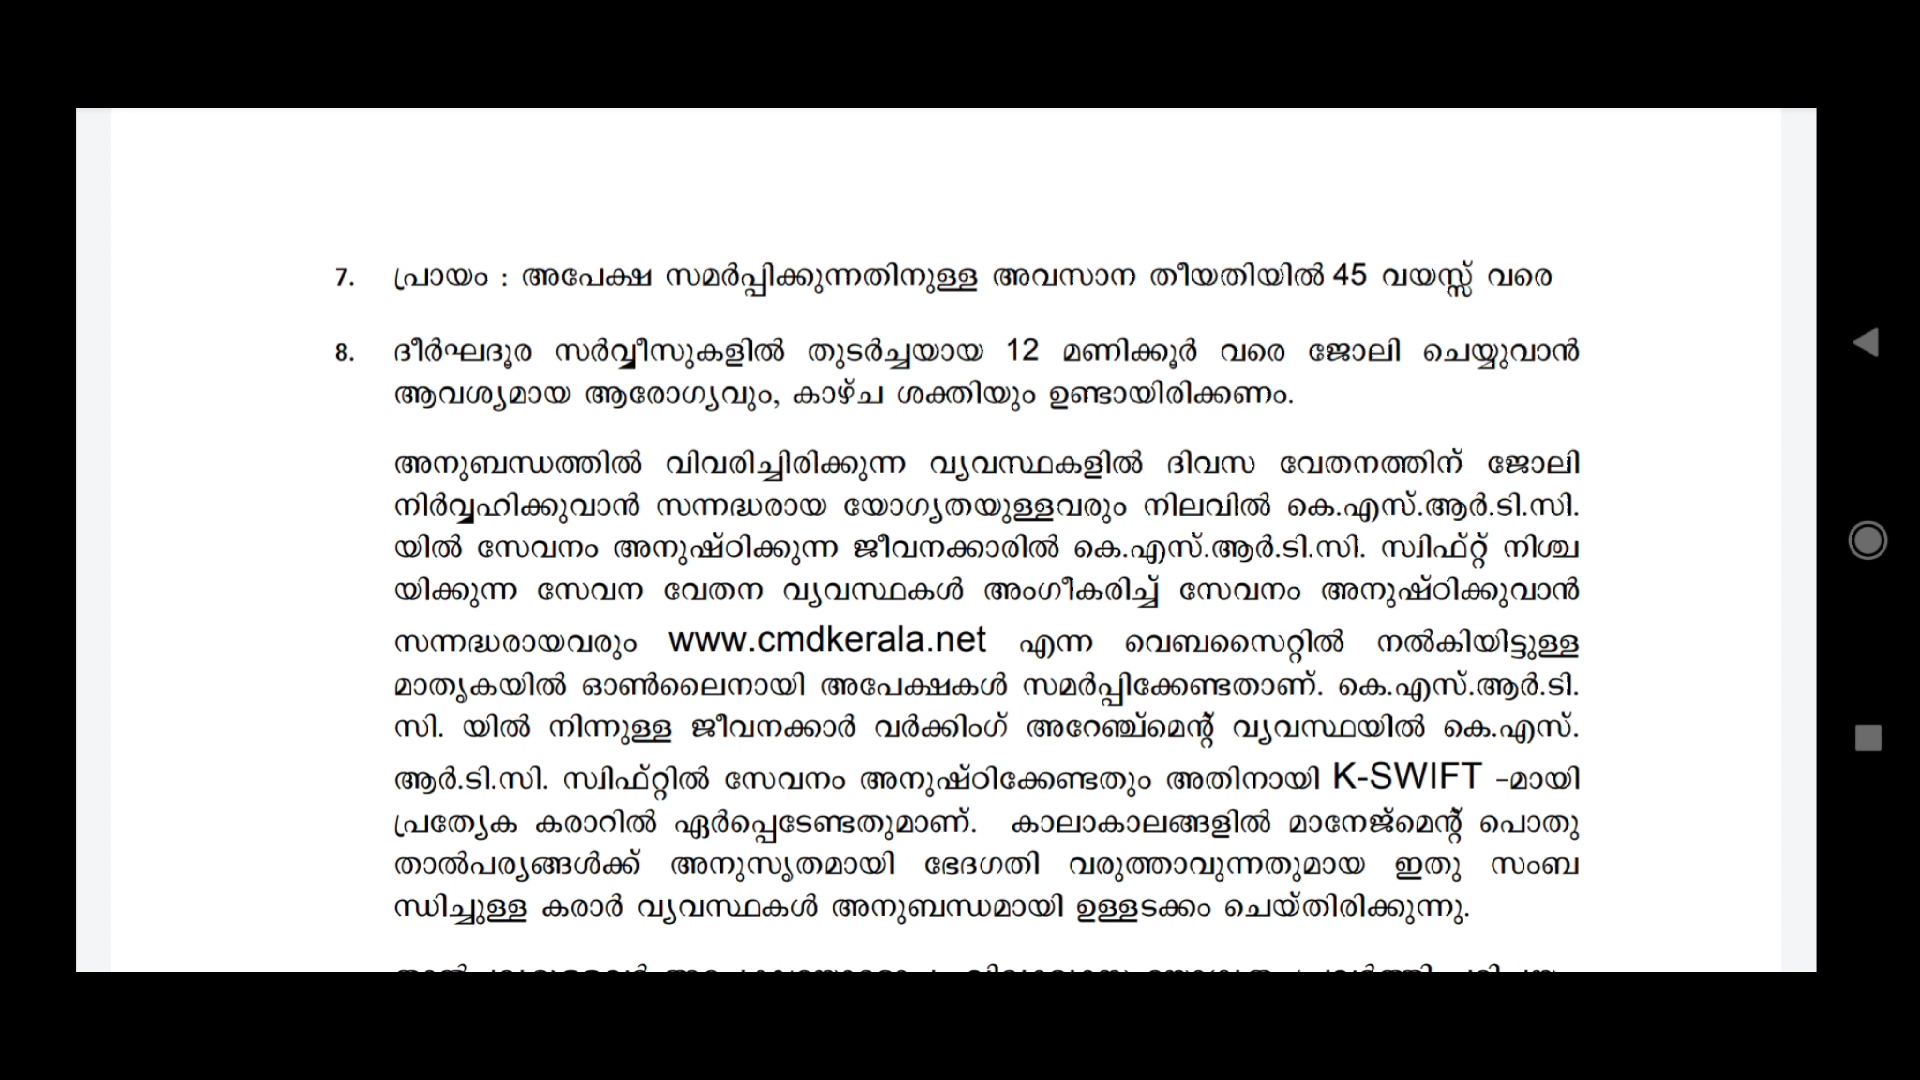 7. പ്രായം : അപേക്ഷ സമർപ്പിക്കുന്നതിനുള്ള അവസാന തീയതിയിൽ 45 വയസ്സ് വരെ
8. ദീർഘദൂര സർവ്വീസുകളിൽ തുടർച്ചയായ 12 മണിക്കൂർ വരെ ജോലി ചെയ്യുവാൻ
ആവശ്യമായ ആരോഗ്യവും, കാഴ്ച ശക്തിയും ഉണ്ടായിരിക്കണം.
അനുബന്ധത്തിൽ വിവരിച്ചിരിക്കുന്ന വ്യവസ്ഥകളിൽ ദിവസ വേതനത്തിന് ജോലി
നിർവ്വഹിക്കുവാൻ സന്നദ്ധരായ യോഗ്യതയുള്ളവരും നിലവിൽ കെ.എസ്.ആർ.ടി.സി.
യിൽ സേവനം അനുഷ്ഠിക്കുന്ന ജീവനക്കാരിൽ കെ.എസ്.ആർ.ടി.സി. സ്വിഫ്റ്റ് നിശ്ച
യിക്കുന്ന സേവന വേതന വ്യവസ്ഥകൾ അംഗീകരിച്ച് സേവനം അനുഷ്ഠിക്കുവാൻ
സന്നദ്ധരായവരും www.cmdkerala.net എന്ന വെബസൈറ്റിൽ നൽകിയിട്ടുള്ള
മാതൃകയിൽ ഓൺലൈനായി അപേക്ഷകൾ സമർപ്പിക്കേണ്ടതാണ്. കെ.എസ്.ആർ.ടി.
സി. യിൽ നിന്നുള്ള ജീവനക്കാർ വർക്കിംഗ് അറേഞ്ച്മെന്റ് വ്യവസ്ഥയിൽ കെ.എസ്.
ആർ.ടി.സി. സ്വിഫ്റ്റിൽ സേവനം അനുഷ്ഠിക്കേണ്ടതും അതിനായി K-SWIFT -മായി
പ്രത്യേക കരാറിൽ ഏർപ്പെടേണ്ടതുമാണ്. കാലാകാലങ്ങളിൽ മാനേജ്മെന്റ് പൊതു
താൽപര്യങ്ങൾക്ക് അനുസൃതമായി ഭേദഗതി വരുത്താവുന്നതുമായ ഇതു സംബ
ന്ധിച്ചുള്ള കരാർ വ്യവസ്ഥകൾ അനുബന്ധമായി ഉള്ളടക്കം ചെയ്തിരിക്കുന്നു.